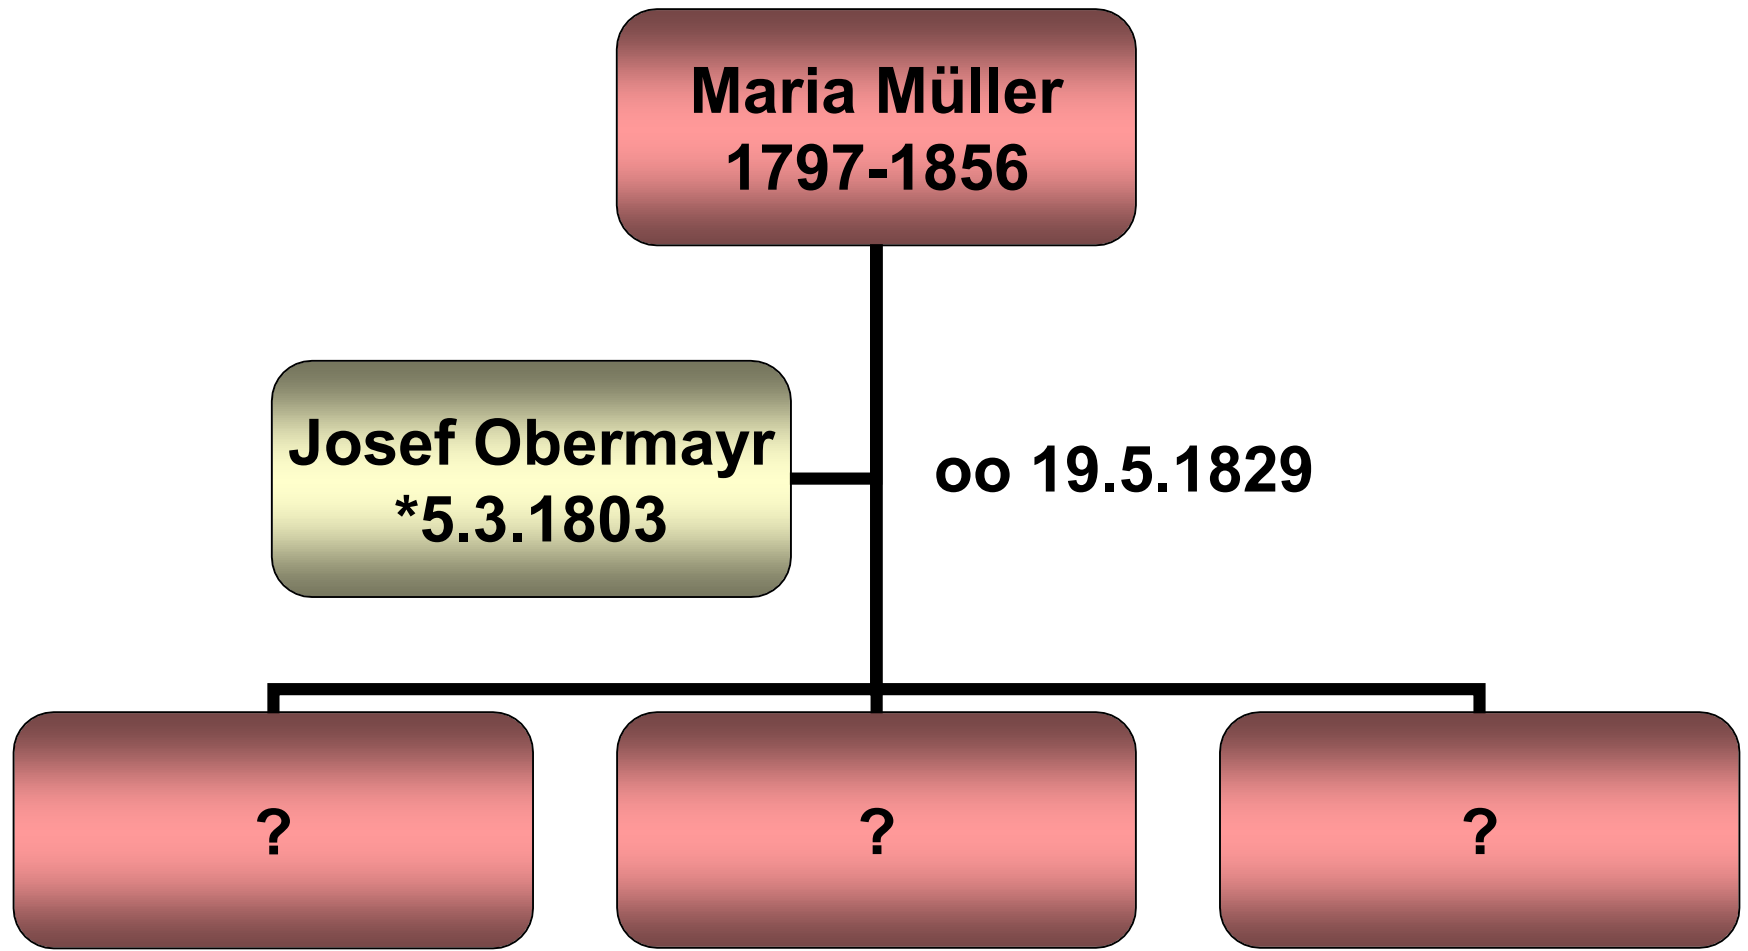 Maria Müller
1797-1856
Josef Obermayr
*5.3.1803
oo 19.5.1829
?
?
?